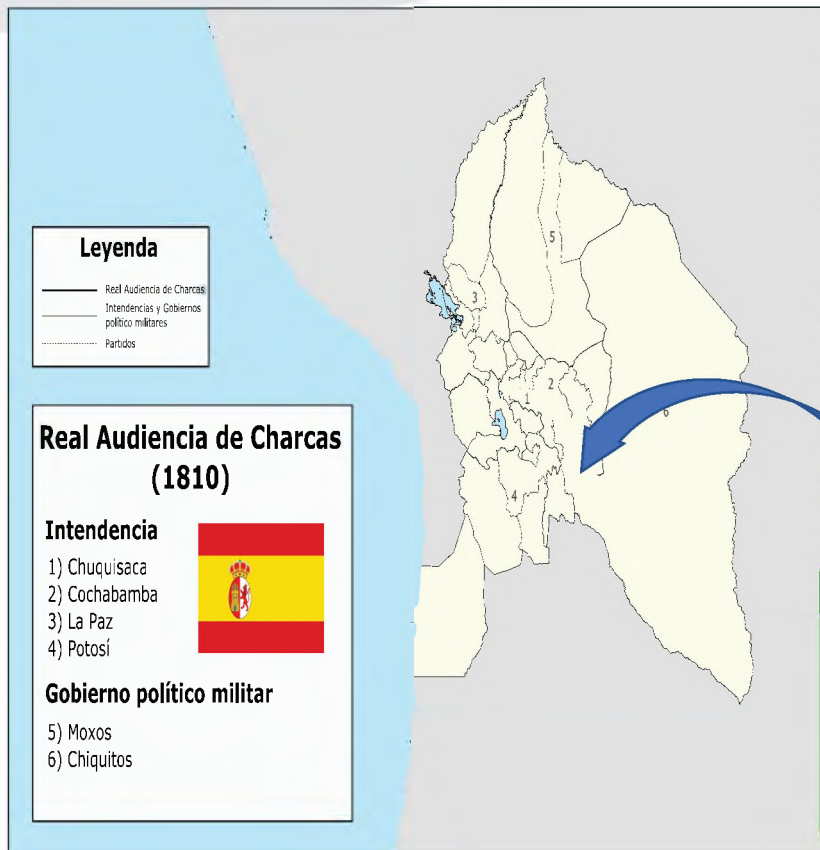 Leyenda
Real Audiencia de Charcas
Intendencias y Gobiernos
político militares
Partidos
Real Audiencia de Charcas
(1810)
Intendencia
1) Chuquisaca
2) Cochabamba
3) La Paz
4) Potosí
Gobierno político militar
5) Moxos
6) Chiquitos
5
3
2
1
6
4